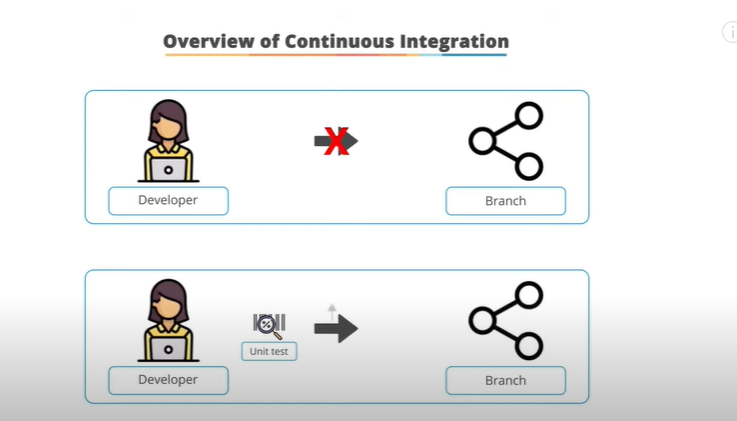 Overview of Continuous Integration
Developer
Branch
Unit test
Developer
Branch